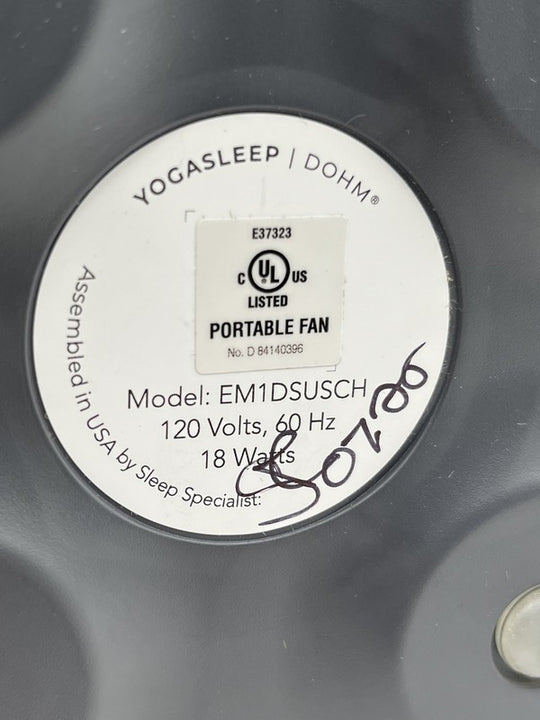 YOGASLEEP | DOHM®
E37323
C UL US
LISTED
PORTABLE FAN
No. D 84140396
Model: EM1DSUSCH
120 Volts, 60 Hz
18 Watts
Assembled in USA by Sleep Specialist: